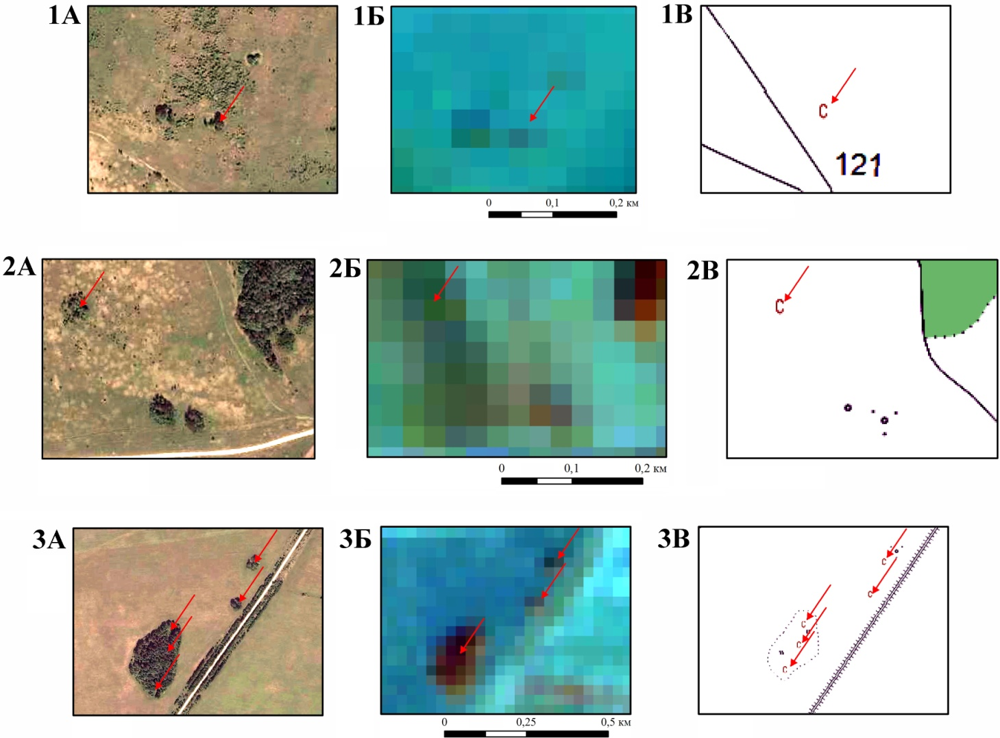 1А
1Б
1В
С
121
0 0,1 0,2 км
2А
2Б
2В
С
0 0,1 0,2 км
3А
3Б
3В
С
С
С
С
С
0 0,25 0,5 км